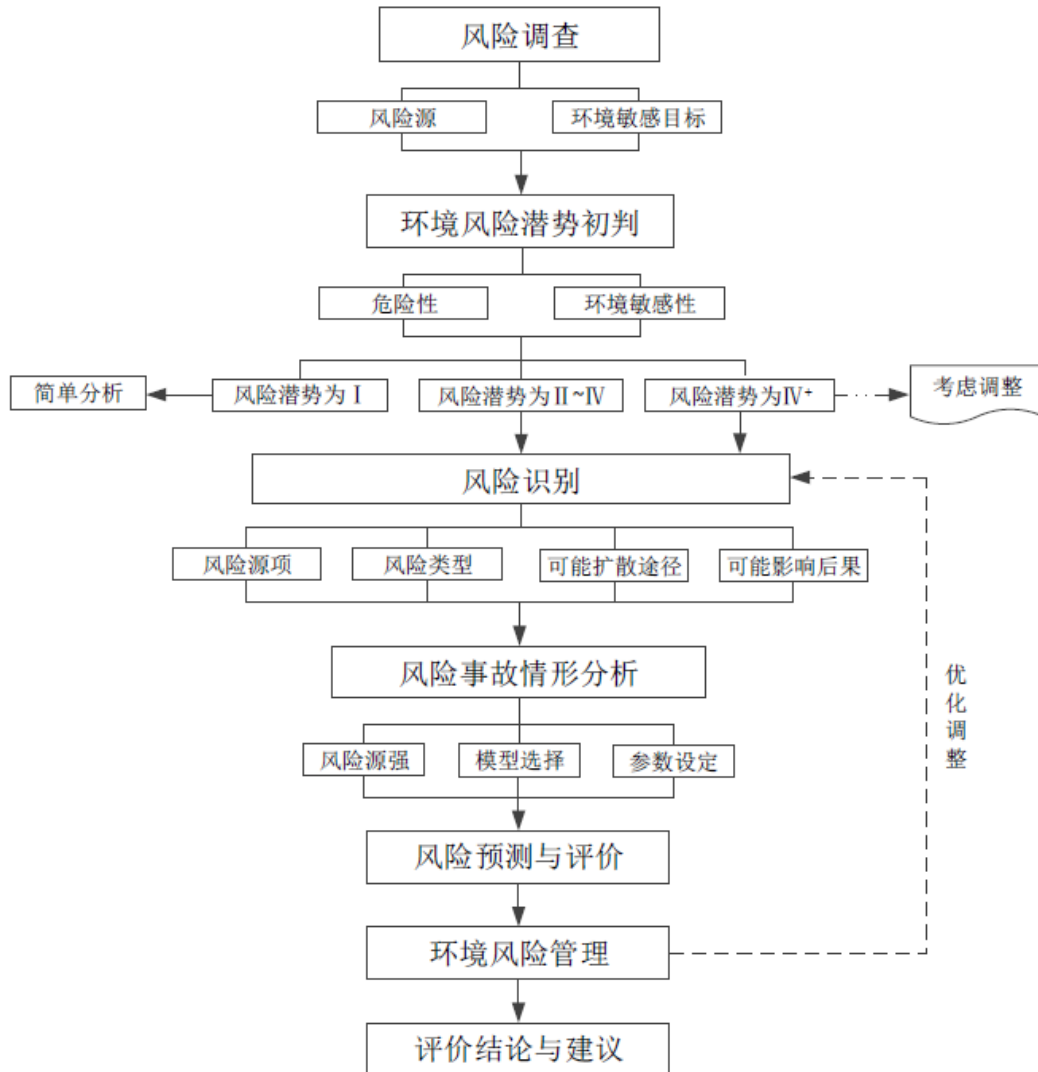 风险调查
风险源
环境敏感目标
环境风险潜势初判
危险性
环境敏感性
简单分析
风险潜势为Ⅰ
风险潜势为Ⅱ~Ⅳ
风险潜势为Ⅳ⁺
考虑调整
风险识别
风险源项
风险类型
可能扩散途径
可能影响后果
风险事故情形分析
优化调整
风险源强
模型选择
参数设定
风险预测与评价
环境风险管理
评价结论与建议